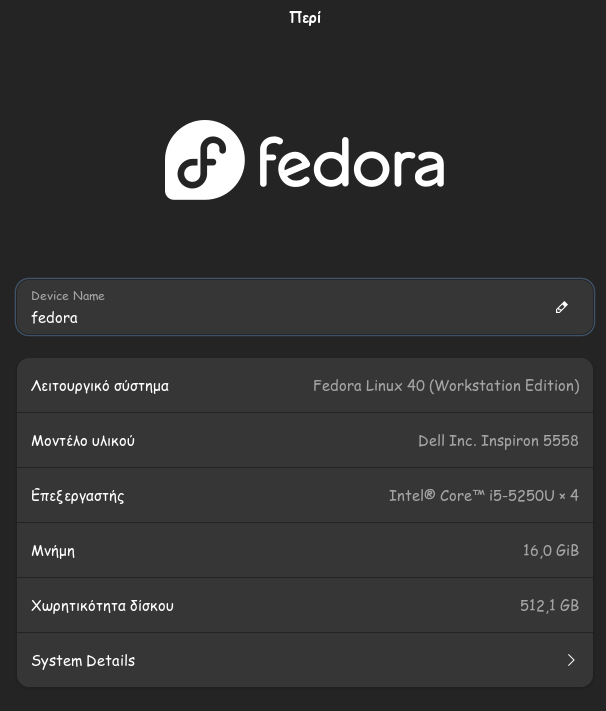 Περί
fedora
Device Name
fedora
Λειτουργικό σύστημα Fedora Linux 40 (Workstation Edition)
Μοντέλο υλικού Dell Inc. Inspiron 5558
Επεξεργαστής Intel® Core™ i5-5250U × 4
Μνήμη 16,0 GiB
Χωρητικότητα δίσκου 512,1 GB
System Details